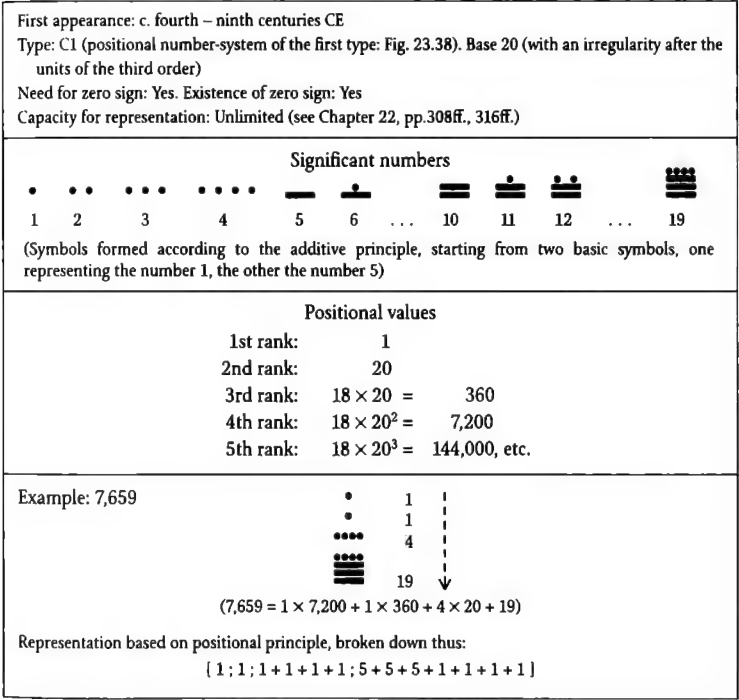 First appearance: c. fourth – ninth centuries CE
Type: C1 (positional number-system of the first type: Fig. 23.38). Base 20 (with an irregularity after the
units of the third order)
Need for zero sign: Yes. Existence of zero sign: Yes
Capacity for representation: Unlimited (see Chapter 22, pp.308ff., 316ff.)
Significant numbers
1 2 3 4 5 6 ... 10 11 12 ... 19
(Symbols formed according to the additive principle, starting from two basic symbols, one
representing the number 1, the other the number 5)
Positional values
1st rank: 1
2nd rank: 20
3rd rank: 18 × 20 = 360
4th rank: 18 × 20² = 7,200
5th rank: 18 × 20³ = 144,000, etc.
Example: 7,659
1
1
4
19
(7,659 = 1 × 7,200 + 1 × 360 + 4 × 20 + 19)
Representation based on positional principle, broken down thus:
[ 1 ; 1 ; 1 + 1 + 1 + 1 ; 5 + 5 + 5 + 1 + 1 + 1 + 1 ]